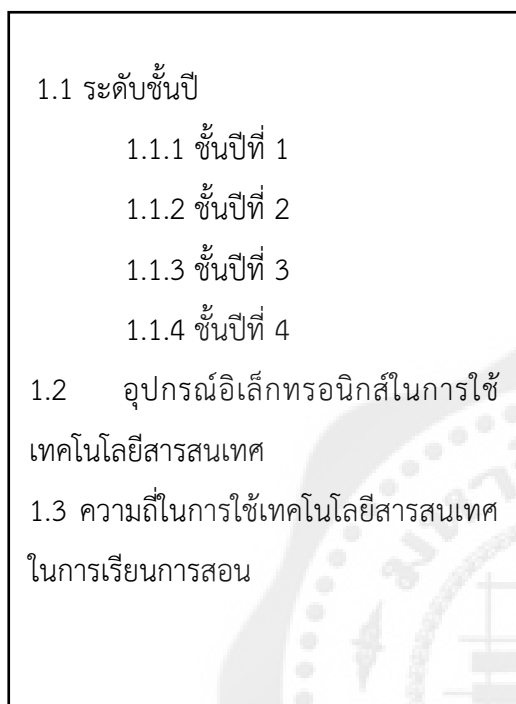 1.1 ระดับชั้นปี
1.1.1 ชั้นปีที่ 1
1.1.2 ชั้นปีที่ 2
1.1.3 ชั้นปีที่ 3
1.1.4 ชั้นปีที่ 4
1.2 อุปกรณ์อิเล็กทรอนิกส์ในการใช้
เทคโนโลยีสารสนเทศ
1.3 ความถี่ในการใช้เทคโนโลยีสารสนเทศ
ในการเรียนการสอน